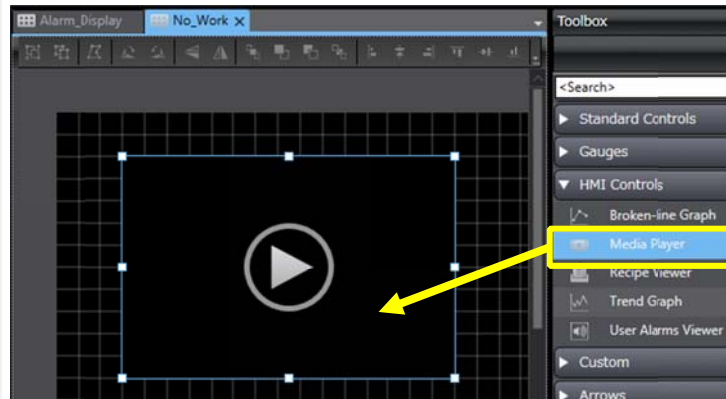 Alarm_Display
No_Work
Toolbox
<Search>
Standard Controls
Gauges
HMI Controls
Broken-line Graph
Media Player
Recipe Viewer
Trend Graph
User Alarms Viewer
Custom
Arrows